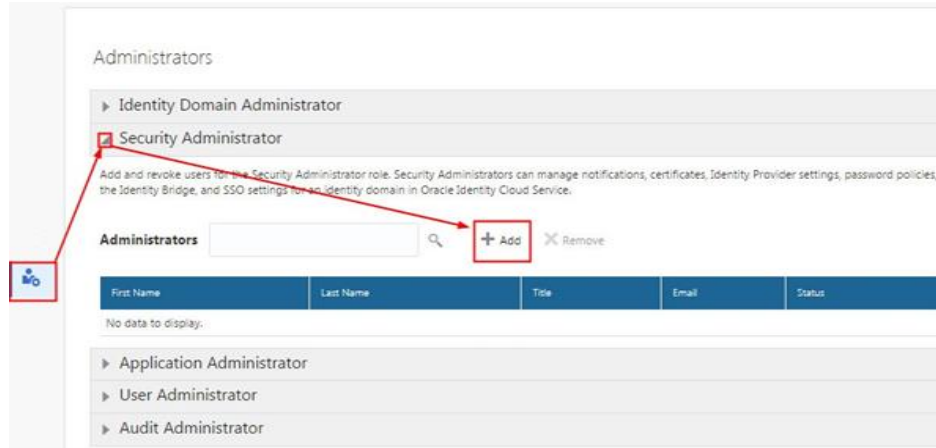 Administrators
Identity Domain Administrator
Security Administrator
Add and revoke users for the Security Administrator role. Security Administrators can manage notifications, certificates, Identity Provider settings, password policies,
the Identity Bridge, and SSO settings for an identity domain in Oracle Identity Cloud Service.
Administrators Add Remove
First Name Last Name Title Email Status
No data to display.
Application Administrator
User Administrator
Audit Administrator